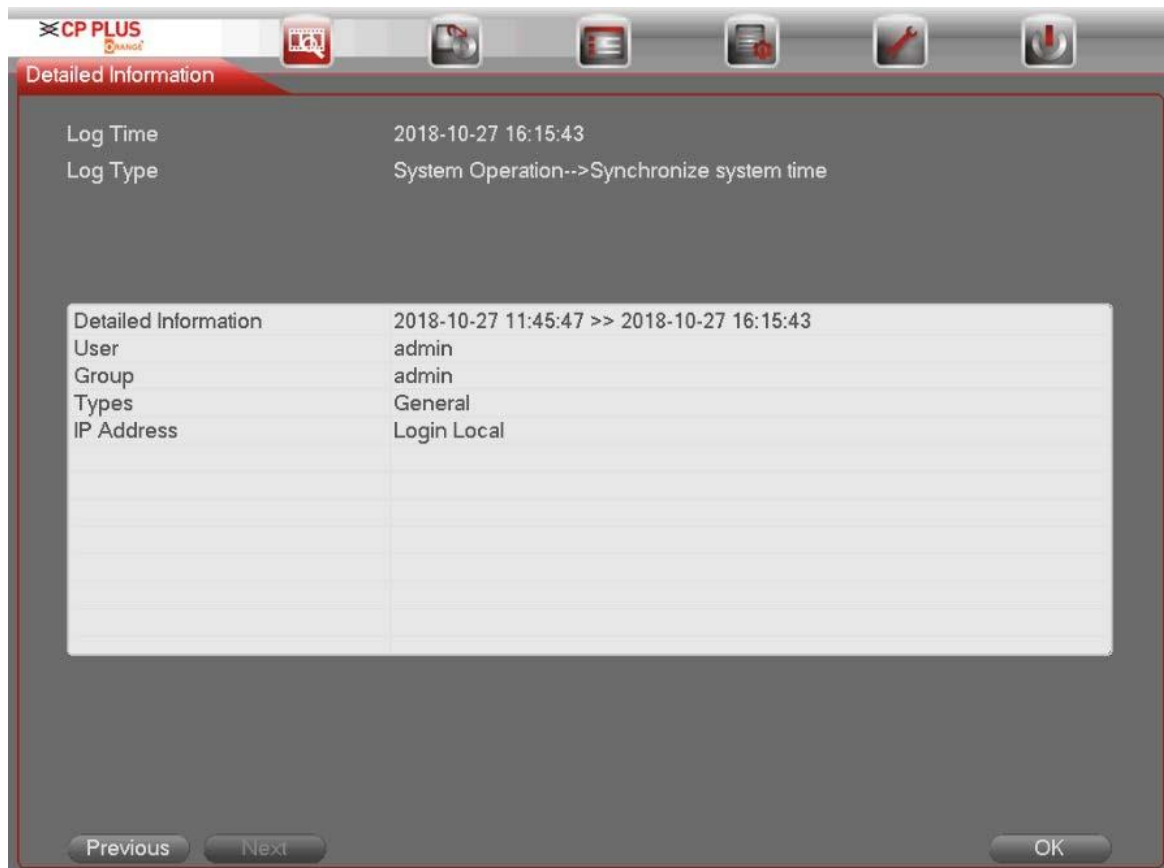 CP PLUS
ORANGE
Detailed Information
Log Time 2018-10-27 16:15:43
Log Type System Operation-->Synchronize system time
Detailed Information 2018-10-27 11:45:47 >> 2018-10-27 16:15:43
User admin
Group admin
Types General
IP Address Login Local
Previous Next OK